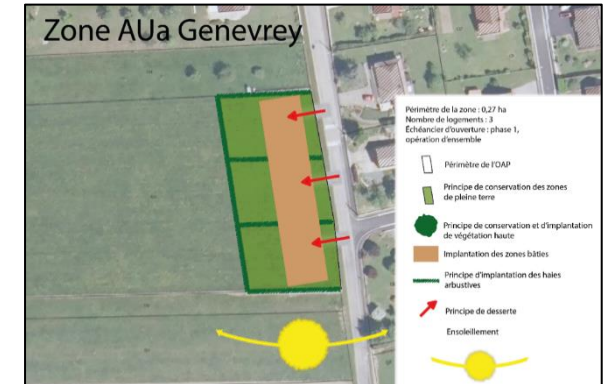 Zone AUa Genevrey
Périmètre de la zone : 0,27 ha
Nombre de logements : 3
Échéancier d'ouverture : phase 1,
opération d'ensemble
Périmètre de l'OAP
Principe de conservation des zones
de pleine terre
Principe de conservation et d'implantation
de végétation haute
Implantation des zones bâties
Principe d'implantation des haies
arbustives
Principe de desserte
Ensoleillement